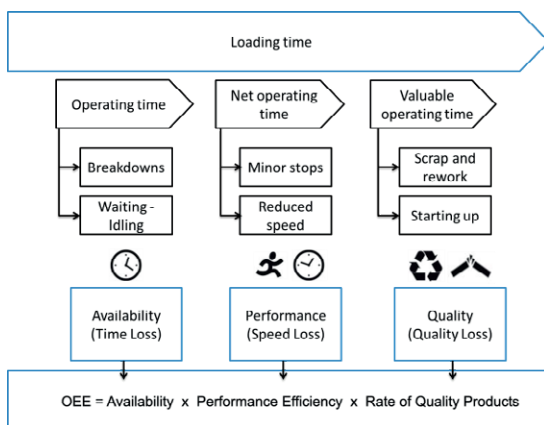 Loading time
Operating time
Net operating
time
Valuable
operating time
Breakdowns
Minor stops
Scrap and
rework
Waiting -
Idling
Reduced
speed
Starting up
Availability
(Time Loss)
Performance
(Speed Loss)
Quality
(Quality Loss)
OEE = Availability x Performance Efficiency x Rate of Quality Products